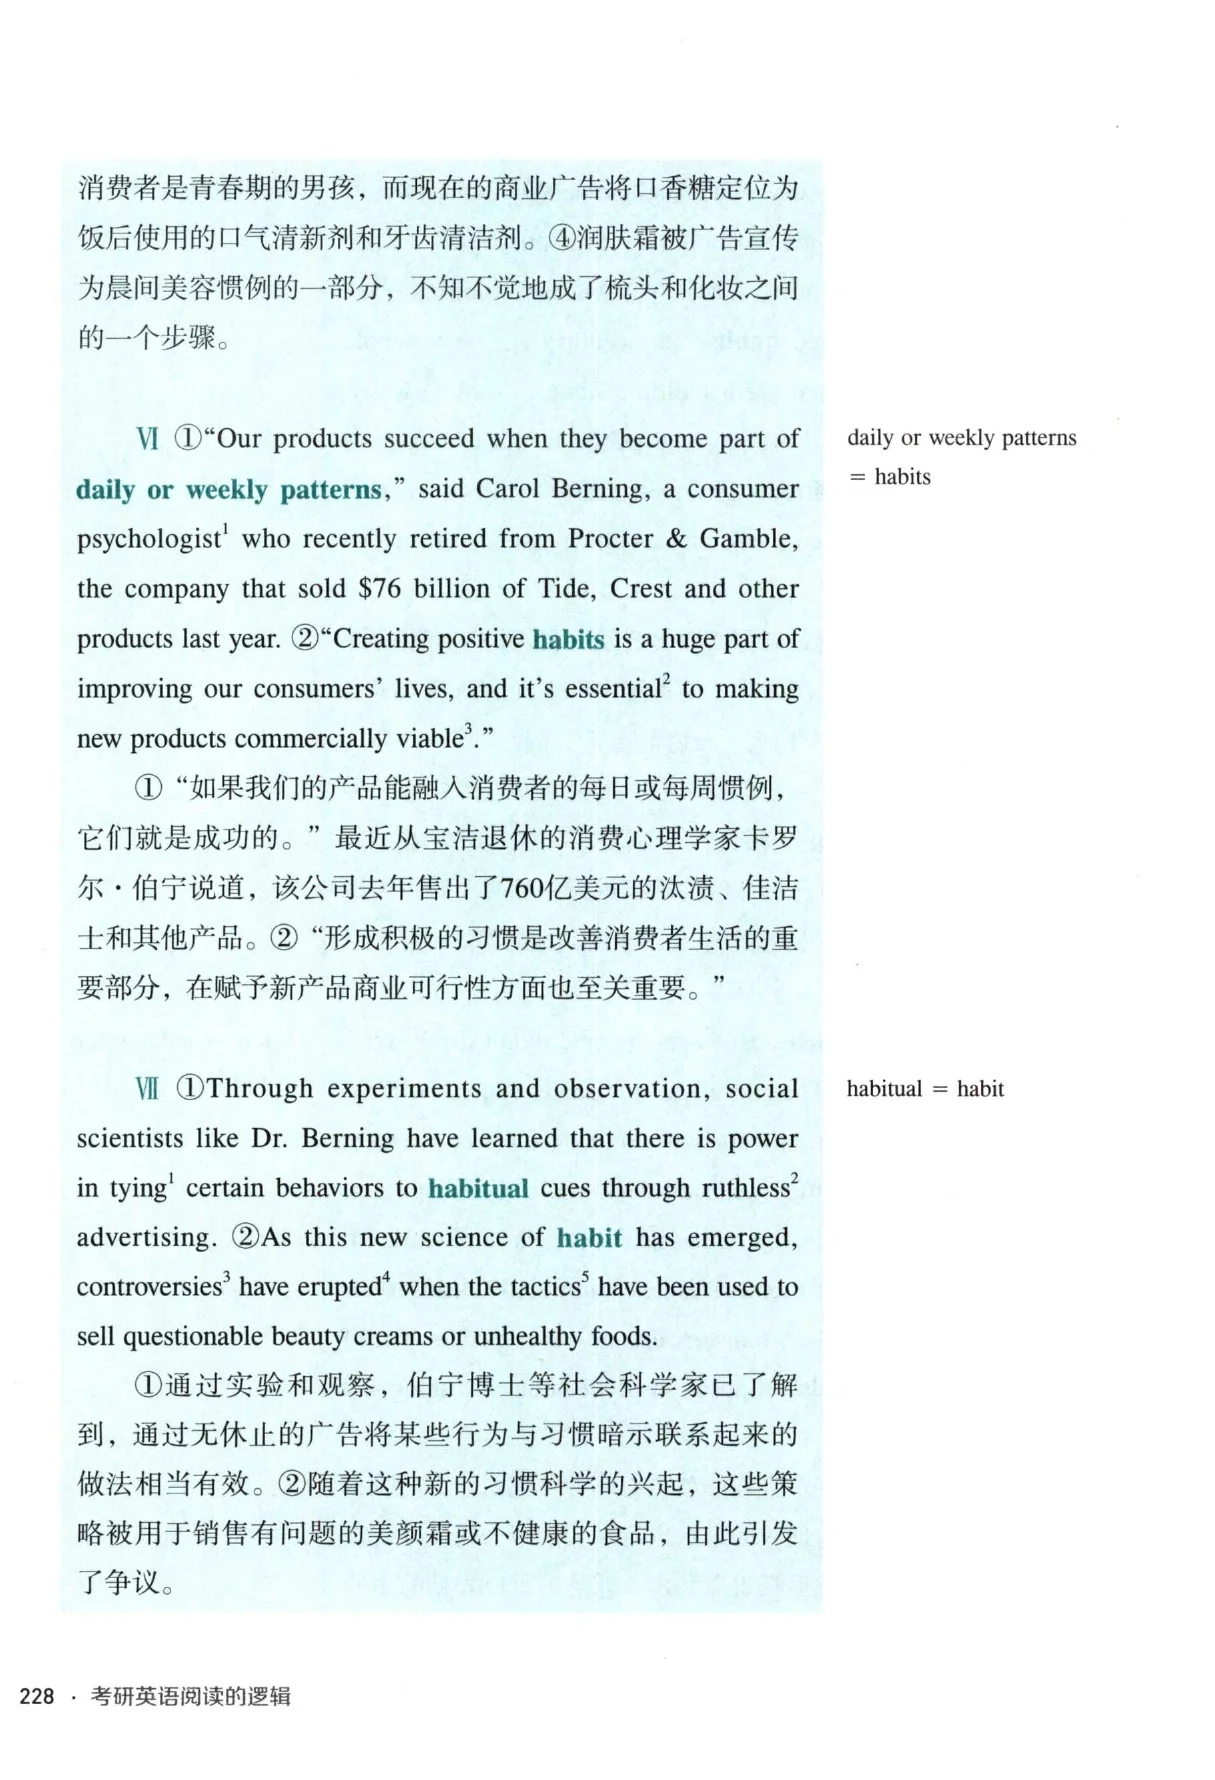 消费者是青春期的男孩，而现在的商业广告将口香糖定位为
饭后使用的口气清新剂和牙齿清洁剂。④润肤霜被广告宣传
为晨间美容惯例的一部分，不知不觉地成了梳头和化妆之间
的一个步骤。
Ⅵ ①“Our products succeed when they become part of
daily or weekly patterns,” said Carol Berning, a consumer
psychologist¹ who recently retired from Procter & Gamble,
the company that sold $76 billion of Tide, Crest and other
products last year. ②“Creating positive habits is a huge part of
improving our consumers’ lives, and it’s essential² to making
new products commercially viable³.”
daily or weekly patterns
= habits
①“如果我们的产品能融入消费者的每日或每周惯例，
它们就是成功的。”最近从宝洁退休的消费心理学家卡罗
尔·伯宁说道，该公司去年售出了760亿美元的汰渍、佳洁
士和其他产品。②“形成积极的习惯是改善消费者生活的重
要部分，在赋予新产品商业可行性方面也至关重要。”
Ⅶ ①Through experiments and observation, social
scientists like Dr. Berning have learned that there is power
in tying¹ certain behaviors to habitual cues through ruthless²
advertising. ②As this new science of habit has emerged,
controversies³ have erupted⁴ when the tactics⁵ have been used to
sell questionable beauty creams or unhealthy foods.
habitual = habit
①通过实验和观察，伯宁博士等社会科学家已了解
到，通过无休止的广告将某些行为与习惯暗示联系起来的
做法相当有效。②随着这种新的习惯科学的兴起，这些策
略被用于销售有问题的美颜霜或不健康的食品，由此引发
了争议。
228 · 考研英语阅读的逻辑